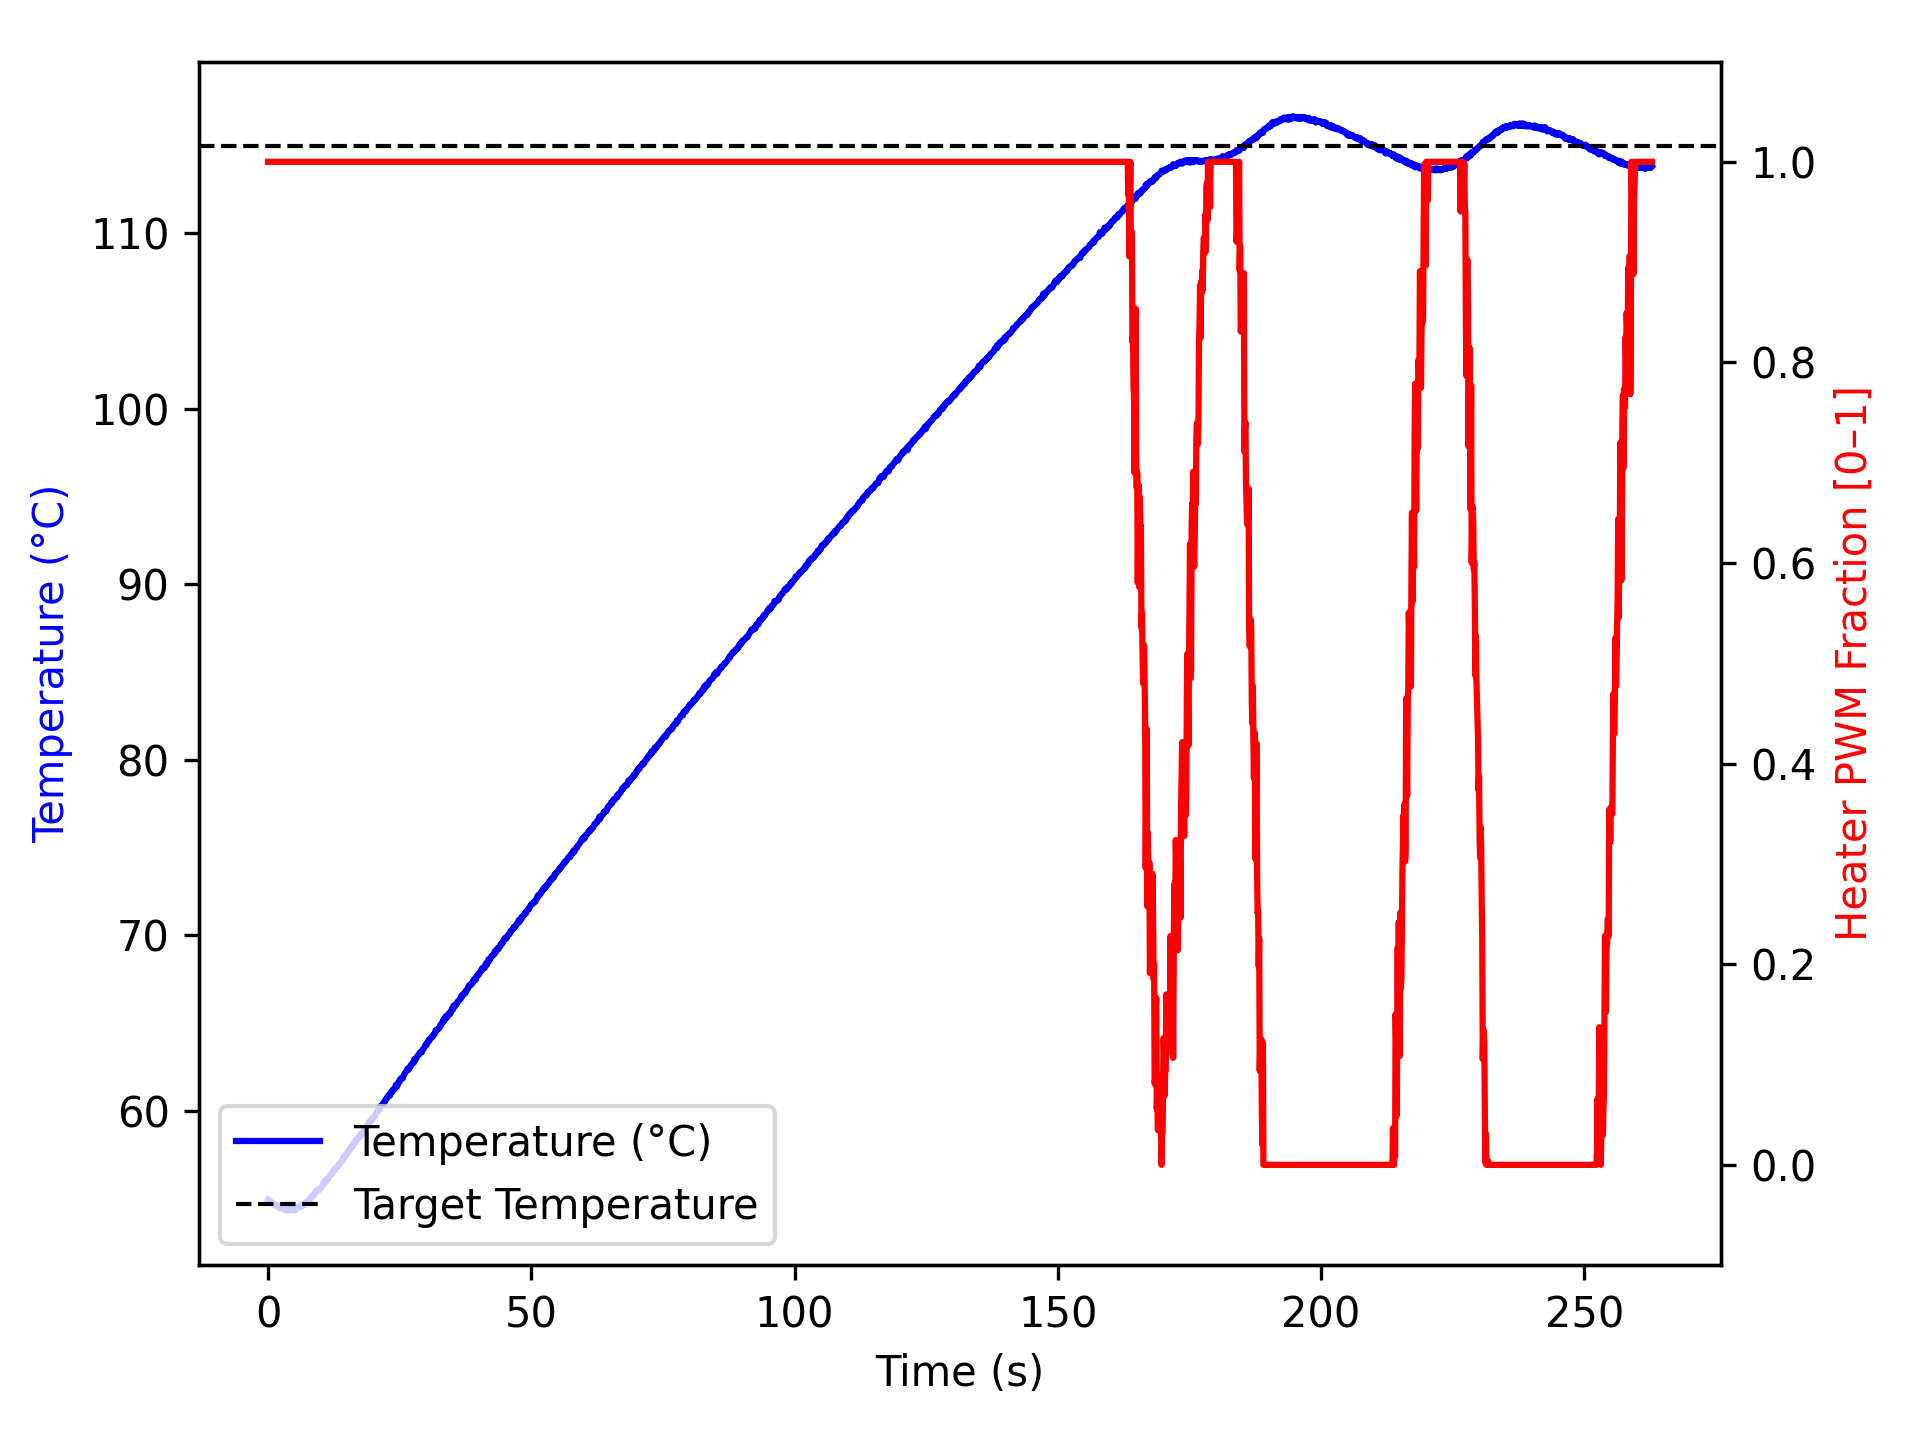 110
100
90
80
70
60
Temperature (°C)
1.0
0.8
0.6
0.4
0.2
0.0
Heater PWM Fraction [0–1]
Temperature (°C)
Target Temperature
0 50 100 150 200 250
Time (s)